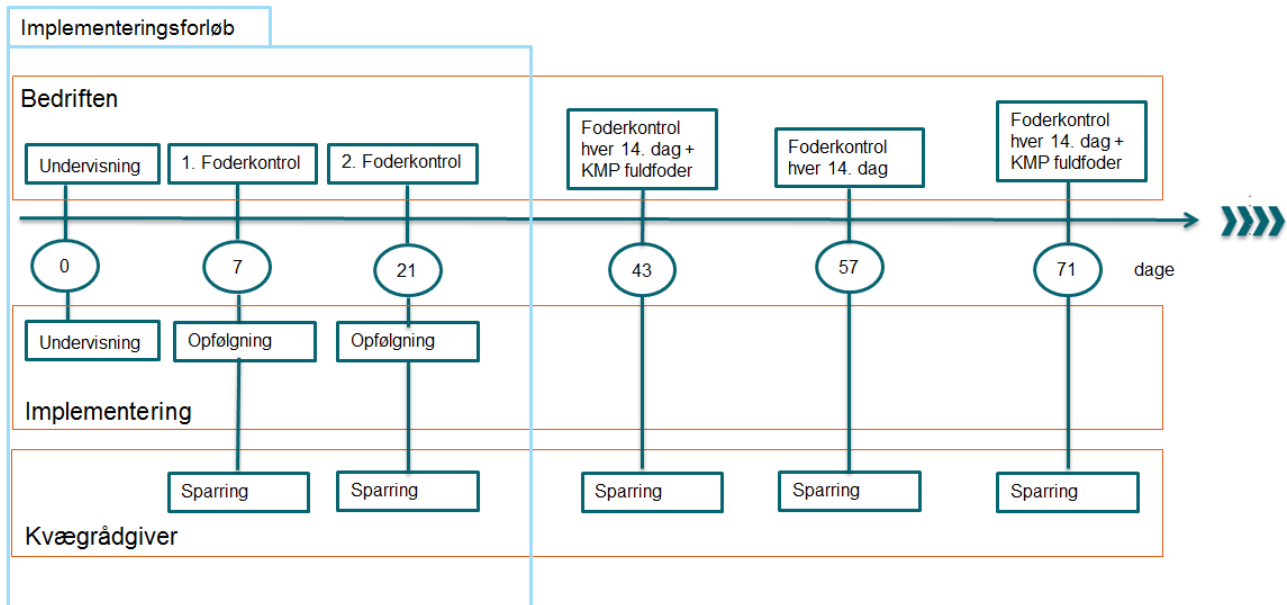 Implementeringsforløb
Bedriften
Undervisning
1. Foderkontrol
2. Foderkontrol
Foderkontrol
hver 14. dag +
KMP fuldfoder
Foderkontrol
hver 14. dag
Foderkontrol
hver 14. dag +
KMP fuldfoder
0
7
21
43
57
71
dage
Undervisning
Opfølgning
Opfølgning
Implementering
Sparring
Sparring
Sparring
Sparring
Sparring
Kvægrådgiver